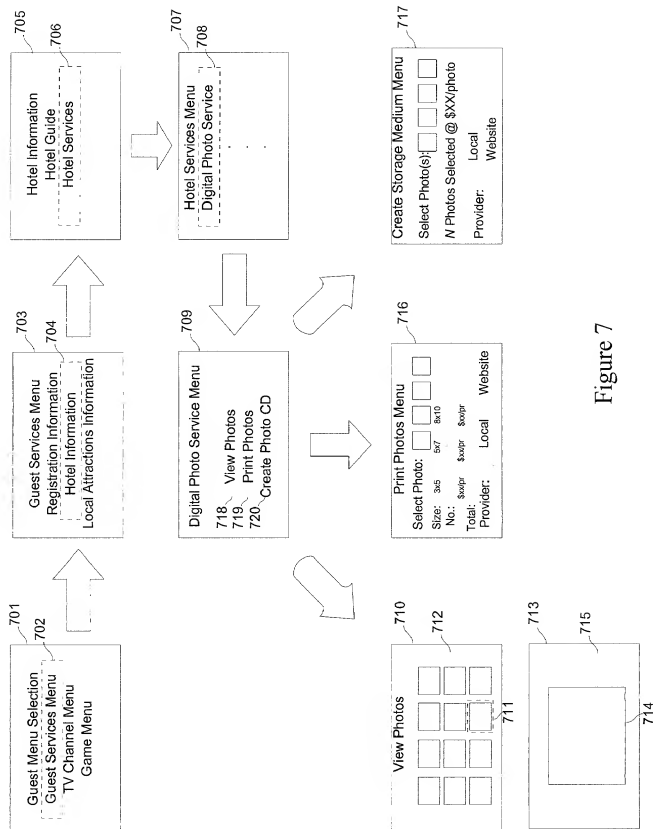 701
702
Guest Menu Selection
Guest Services Menu
TV Channel Menu
Game Menu
703
704
Guest Services Menu
Registration Information
Hotel Information
Local Attractions Information
705
706
Hotel Information
Hotel Guide
Hotel Services
707
708
Hotel Services Menu
Digital Photo Service
709
Digital Photo Service Menu
718 View Photos
719 Print Photos
720 Create Photo CD
710
712
View Photos
711
713
715
714
716
Print Photos Menu
Select Photo:
Size: 3x5 5x7 8x10
No.: $xx/pr $xx/pr $xx/pr
Total:
Provider: Local Website
717
Create Storage Medium Menu
Select Photo(s):
N Photos Selected @ $XX/photo
Provider: Local
Website
Figure 7